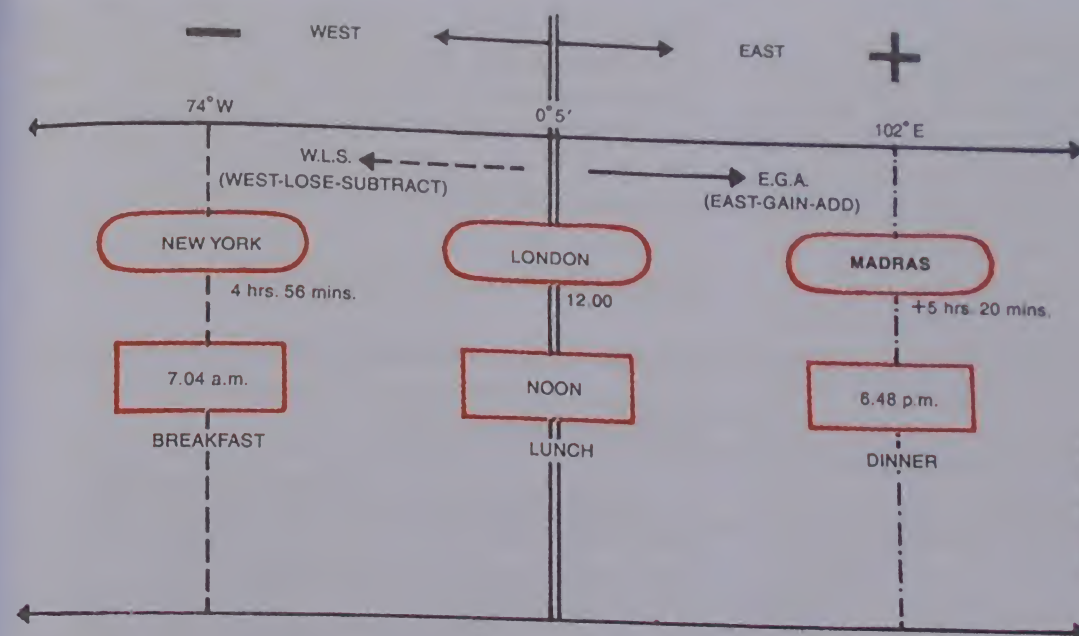 — WEST EAST +
74° W 0° 5′ 102° E
W.L.S.
(WEST-LOSE-SUBTRACT)
E.G.A.
(EAST-GAIN-ADD)
NEW YORK LONDON MADRAS
4 hrs. 56 mins. 12.00 +5 hrs. 20 mins.
7.04 a.m. NOON 6.48 p.m.
BREAKFAST LUNCH DINNER